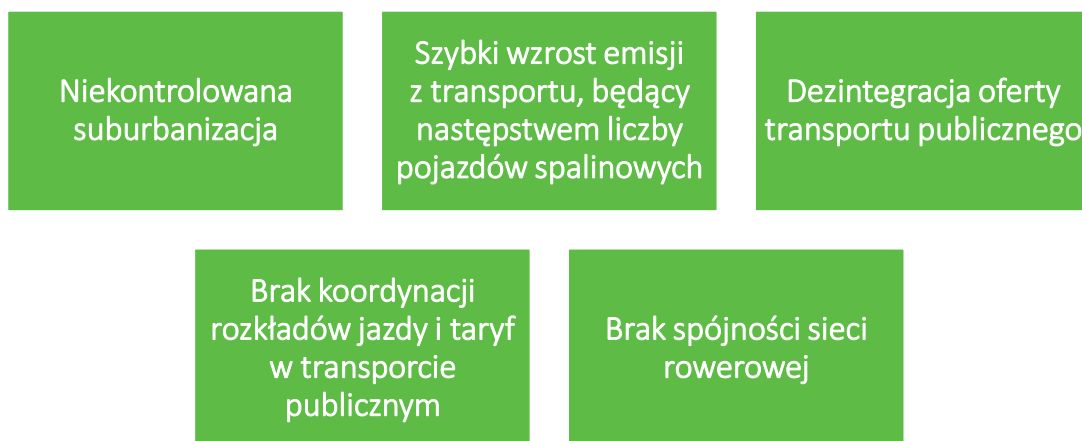 Niekontrolowana
suburbanizacja
Szybki wzrost emisji
z transportu, będący
następstwem liczby
pojazdów spalinowych
Dezintegracja oferty
transportu publicznego
Brak koordynacji
rozkładów jazdy i taryf
w transporcie
publicznym
Brak spójności sieci
rowerowej